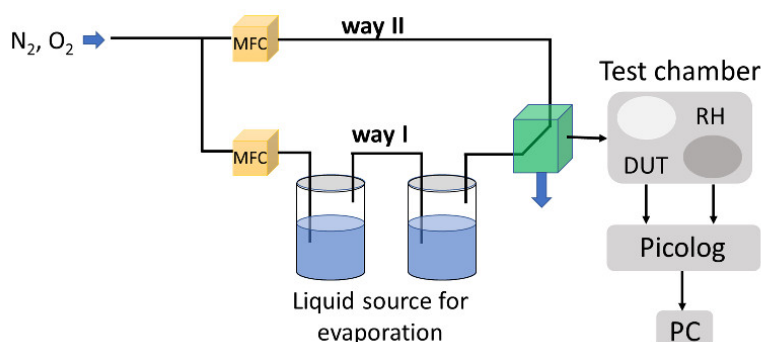 N₂, O₂
MFC
way II
MFC
way I
Liquid source for
evaporation
Test chamber
RH
DUT
Picolog
PC